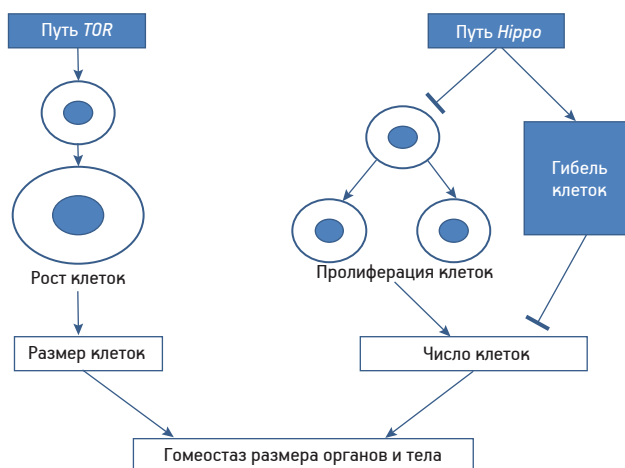 Путь TOR
Путь Hippo
Гибель
клеток
Рост клеток
Пролиферация клеток
Размер клеток
Число клеток
Гомеостаз размера органов и тела